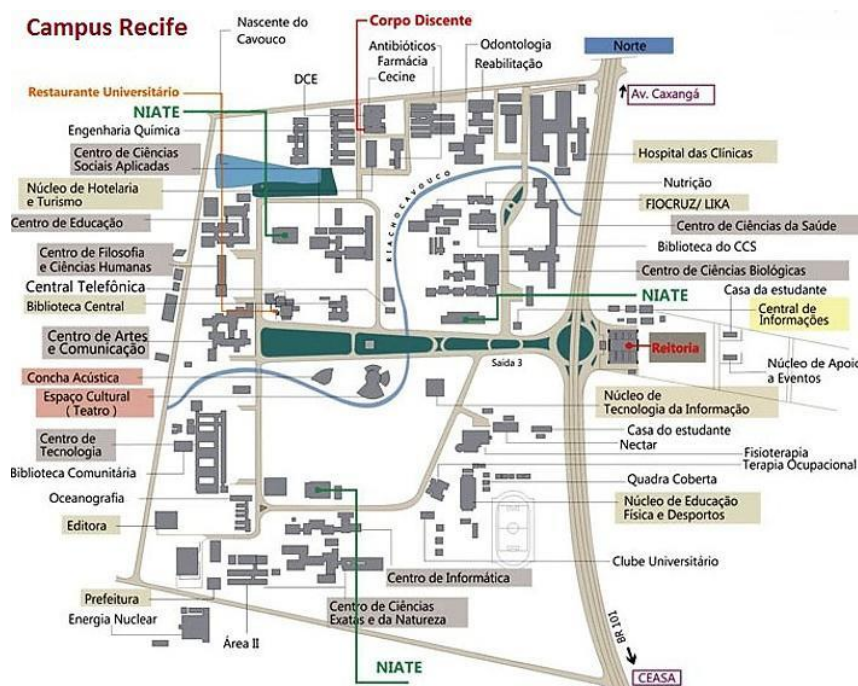 Campus Recife
Nascente do
Cavouco
Corpo Discente
Norte
Antibióticos
Farmácia
Cecine
Odontologia
Reabilitação
DCE
Restaurante Universitário
NIATE
Av. Caxangá
Engenharia Química
Centro de Ciências
Sociais Aplicadas
Hospital das Clínicas
Núcleo de Hotelaria
e Turismo
RIACHO CAVOUCO
Nutrição
FIOCRUZ/ LIKA
Centro de Educação
Centro de Ciências da Saúde
Biblioteca do CCS
Centro de Filosofia
e Ciências Humanas
Centro de Ciências Biológicas
Central Telefônica
NIATE
Casa da estudante
Biblioteca Central
Central de
Informações
Centro de Artes
e Comunicação
Reitoria
Saída 3
Núcleo de Apoio
a Eventos
Concha Acústica
Espaço Cultural
( Teatro )
Núcleo de
Tecnologia da Informação
Centro de
Tecnologia
Casa do estudante
Nectar
Fisioterapia
Terapia Ocupacional
Biblioteca Comunitária
Quadra Coberta
Oceanografia
Núcleo de Educação
Física e Desportos
Editora
Clube Universitário
Centro de Informática
Prefeitura
Centro de Ciências
Exatas e da Natureza
Energia Nuclear
Área II
BR 101
NIATE
CEASA